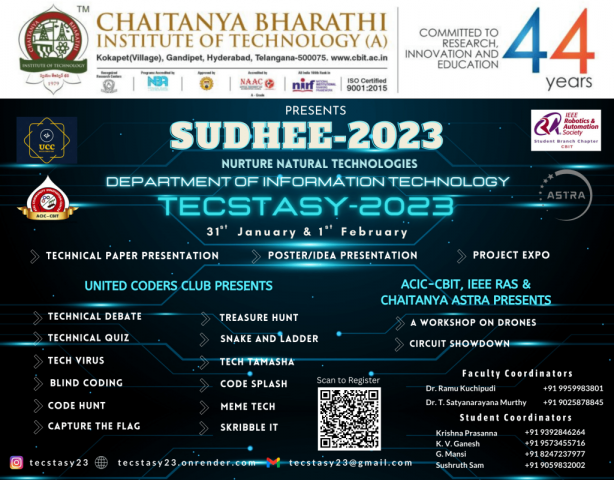 TM
CHAITANYA BHARATHI
INSTITUTE OF TECHNOLOGY (A)
Kokapet(Village), Gandipet, Hyderabad, Telangana-500075. www.cbit.ac.in
COMMITTED TO
RESEARCH,
INNOVATION AND
EDUCATION
44
years
1979
NBA
NAAC
nirf
ISO Certified
9001:2015
PRESENTS
SUDHEE-2023
NURTURE NATURAL TECHNOLOGIES
DEPARTMENT OF INFORMATION TECHNOLOGY
TECSTASY-2023
31st January & 1st February
UCC
ACIC-CBIT
IEEE
Robotics &
Automation
Society
Student Branch Chapter
CBIT
ASTRA
TECHNICAL PAPER PRESENTATION
POSTER/IDEA PRESENTATION
PROJECT EXPO
UNITED CODERS CLUB PRESENTS
TECHNICAL DEBATE
TECHNICAL QUIZ
TECH VIRUS
BLIND CODING
CODE HUNT
CAPTURE THE FLAG
TREASURE HUNT
SNAKE AND LADDER
TECH TAMASHA
CODE SPLASH
MEME TECH
SKRIBBLE IT
ACIC-CBIT, IEEE RAS &
CHAITANYA ASTRA PRESENTS
A WORKSHOP ON DRONES
CIRCUIT SHOWDOWN
Scan to Register
Faculty Coordinators
Dr. Ramu Kuchipudi +91 9959983801
Dr. T. Satyanarayana Murthy +91 9025878845
Student Coordinators
Krishna Prasanna +91 9392846264
K. V. Ganesh +91 9573455716
G. Mansi +91 8247237977
Sushruth Sam +91 9059832002
tecstasy23 tecstasy23.onrender.com tecstasy23@gmail.com